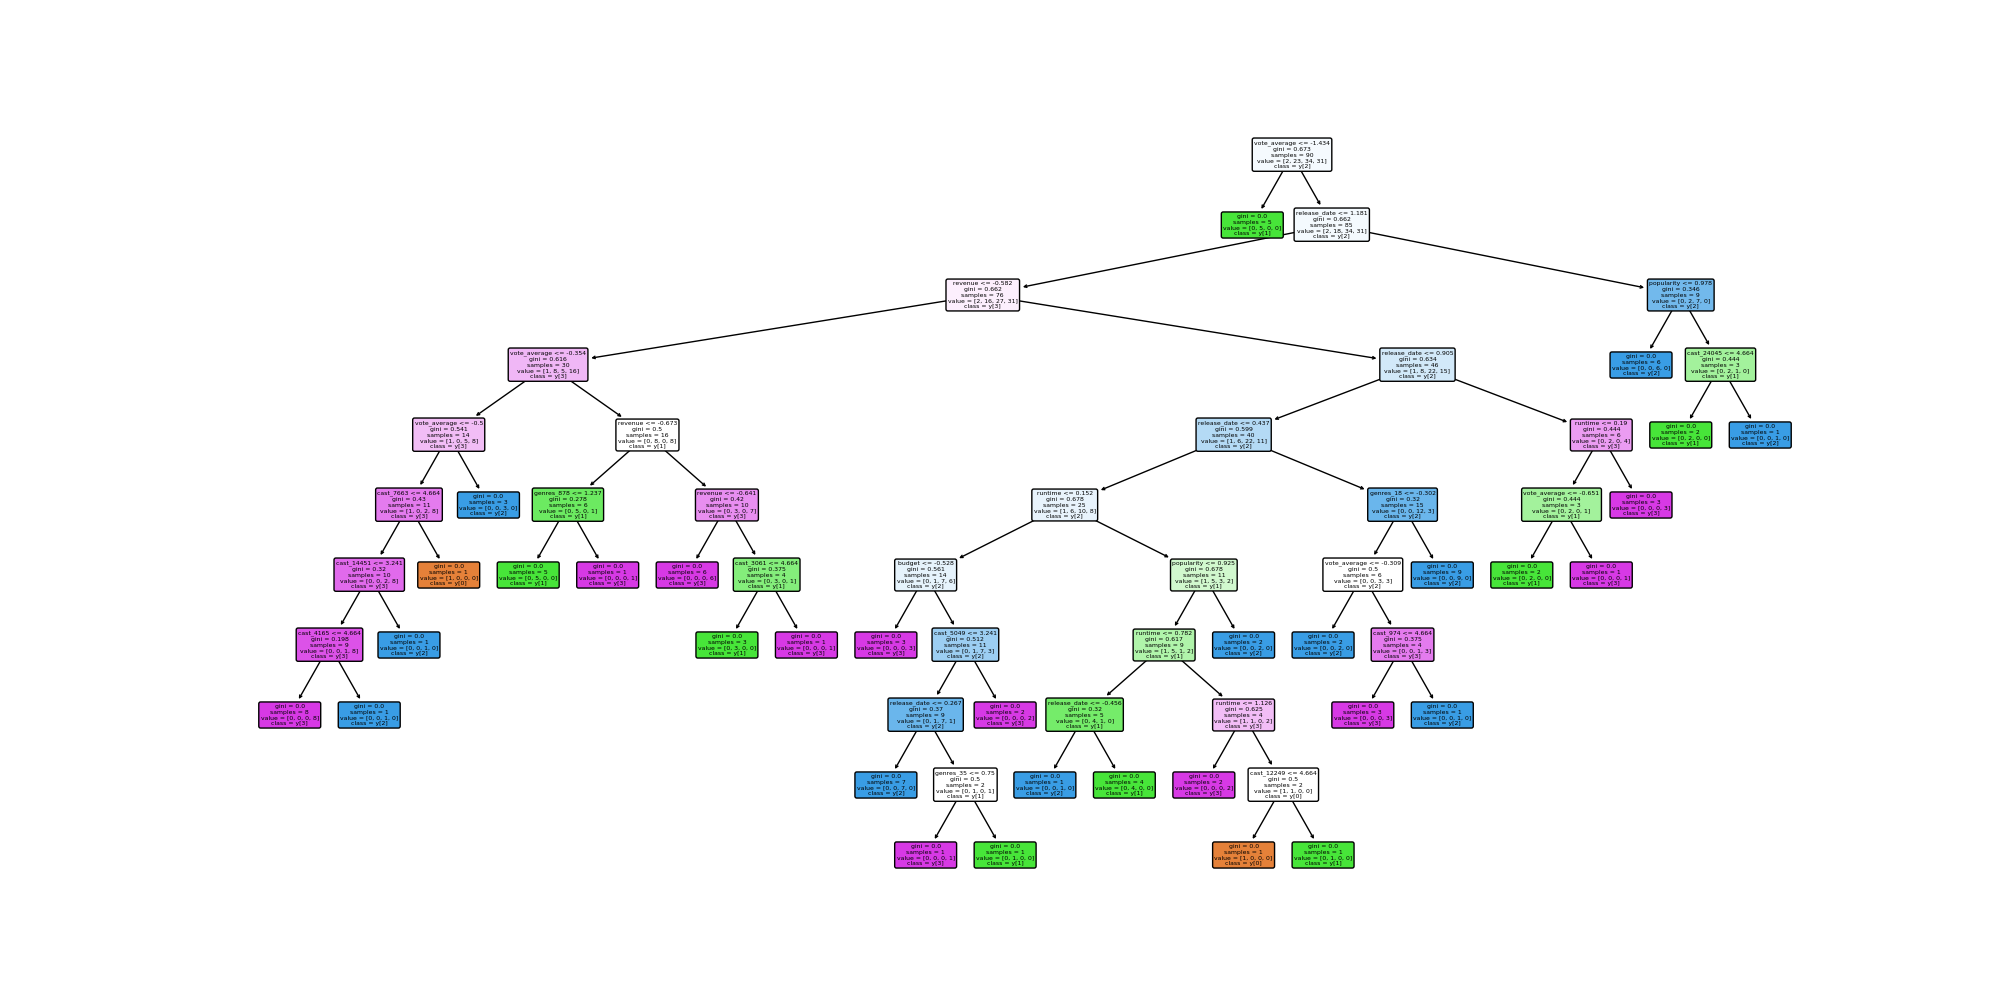 vote_average <= -1.434
gini = 0.673
samples = 90
value = [2, 23, 34, 31]
class = y[2]
gini = 0.0
samples = 5
value = [0, 5, 0, 0]
class = y[1]
release_date <= 1.181
gini = 0.662
samples = 85
value = [2, 18, 34, 31]
class = y[2]
revenue <= -0.582
gini = 0.662
samples = 76
value = [2, 16, 27, 31]
class = y[3]
popularity <= 0.978
gini = 0.346
samples = 9
value = [0, 2, 7, 0]
class = y[2]
vote_average <= -0.354
gini = 0.616
samples = 30
value = [1, 8, 5, 16]
class = y[3]
release_date <= 0.905
gini = 0.634
samples = 46
value = [1, 8, 22, 15]
class = y[2]
gini = 0.0
samples = 6
value = [0, 0, 6, 0]
class = y[2]
cast_24045 <= 4.664
gini = 0.444
samples = 3
value = [0, 2, 1, 0]
class = y[1]
vote_average <= -0.5
gini = 0.541
samples = 14
value = [1, 0, 5, 8]
class = y[3]
revenue <= -0.673
gini = 0.5
samples = 16
value = [0, 8, 0, 8]
class = y[1]
release_date <= 0.437
gini = 0.599
samples = 40
value = [1, 6, 22, 11]
class = y[2]
runtime <= 0.19
gini = 0.444
samples = 6
value = [0, 2, 0, 4]
class = y[3]
gini = 0.0
samples = 2
value = [0, 2, 0, 0]
class = y[1]
gini = 0.0
samples = 1
value = [0, 0, 1, 0]
class = y[2]
cast_7663 <= 4.664
gini = 0.43
samples = 11
value = [1, 0, 2, 8]
class = y[3]
gini = 0.0
samples = 3
value = [0, 0, 3, 0]
class = y[2]
genres_878 <= 1.237
gini = 0.278
samples = 6
value = [0, 5, 0, 1]
class = y[1]
revenue <= -0.641
gini = 0.42
samples = 10
value = [0, 3, 0, 7]
class = y[3]
runtime <= 0.152
gini = 0.678
samples = 25
value = [1, 6, 10, 8]
class = y[2]
genres_18 <= -0.302
gini = 0.32
samples = 15
value = [0, 0, 12, 3]
class = y[2]
vote_average <= -0.651
gini = 0.444
samples = 3
value = [0, 2, 0, 1]
class = y[1]
gini = 0.0
samples = 3
value = [0, 0, 0, 3]
class = y[3]
cast_14451 <= 3.241
gini = 0.32
samples = 10
value = [0, 0, 2, 8]
class = y[3]
gini = 0.0
samples = 1
value = [1, 0, 0, 0]
class = y[0]
gini = 0.0
samples = 5
value = [0, 5, 0, 0]
class = y[1]
gini = 0.0
samples = 1
value = [0, 0, 0, 1]
class = y[3]
gini = 0.0
samples = 6
value = [0, 0, 0, 6]
class = y[3]
cast_3061 <= 4.664
gini = 0.375
samples = 4
value = [0, 3, 0, 1]
class = y[1]
budget <= -0.528
gini = 0.561
samples = 14
value = [0, 1, 7, 6]
class = y[2]
popularity <= 0.925
gini = 0.678
samples = 11
value = [1, 5, 3, 2]
class = y[1]
vote_average <= -0.309
gini = 0.5
samples = 6
value = [0, 0, 3, 3]
class = y[2]
gini = 0.0
samples = 9
value = [0, 0, 9, 0]
class = y[2]
gini = 0.0
samples = 2
value = [0, 2, 0, 0]
class = y[1]
gini = 0.0
samples = 1
value = [0, 0, 0, 1]
class = y[3]
cast_4165 <= 4.664
gini = 0.198
samples = 9
value = [0, 0, 1, 8]
class = y[3]
gini = 0.0
samples = 1
value = [0, 0, 1, 0]
class = y[2]
gini = 0.0
samples = 3
value = [0, 3, 0, 0]
class = y[1]
gini = 0.0
samples = 1
value = [0, 0, 0, 1]
class = y[3]
gini = 0.0
samples = 3
value = [0, 0, 0, 3]
class = y[3]
cast_5049 <= 3.241
gini = 0.512
samples = 11
value = [0, 1, 7, 3]
class = y[2]
runtime <= 0.782
gini = 0.617
samples = 9
value = [1, 5, 1, 2]
class = y[1]
gini = 0.0
samples = 2
value = [0, 0, 2, 0]
class = y[2]
gini = 0.0
samples = 2
value = [0, 0, 2, 0]
class = y[2]
cast_974 <= 4.664
gini = 0.375
samples = 4
value = [0, 0, 1, 3]
class = y[3]
gini = 0.0
samples = 8
value = [0, 0, 0, 8]
class = y[3]
gini = 0.0
samples = 1
value = [0, 0, 1, 0]
class = y[2]
release_date <= 0.267
gini = 0.37
samples = 9
value = [0, 1, 7, 1]
class = y[2]
gini = 0.0
samples = 2
value = [0, 0, 0, 2]
class = y[3]
release_date <= -0.456
gini = 0.32
samples = 5
value = [0, 4, 1, 0]
class = y[1]
runtime <= 1.126
gini = 0.625
samples = 4
value = [1, 1, 0, 2]
class = y[3]
gini = 0.0
samples = 3
value = [0, 0, 0, 3]
class = y[3]
gini = 0.0
samples = 1
value = [0, 0, 1, 0]
class = y[2]
gini = 0.0
samples = 7
value = [0, 0, 7, 0]
class = y[2]
genres_35 <= 0.75
gini = 0.5
samples = 2
value = [0, 1, 0, 1]
class = y[1]
gini = 0.0
samples = 1
value = [0, 0, 1, 0]
class = y[2]
gini = 0.0
samples = 4
value = [0, 4, 0, 0]
class = y[1]
gini = 0.0
samples = 2
value = [0, 0, 0, 2]
class = y[3]
cast_12249 <= 4.664
gini = 0.5
samples = 2
value = [1, 1, 0, 0]
class = y[0]
gini = 0.0
samples = 1
value = [0, 0, 0, 1]
class = y[3]
gini = 0.0
samples = 1
value = [0, 1, 0, 0]
class = y[1]
gini = 0.0
samples = 1
value = [1, 0, 0, 0]
class = y[0]
gini = 0.0
samples = 1
value = [0, 1, 0, 0]
class = y[1]